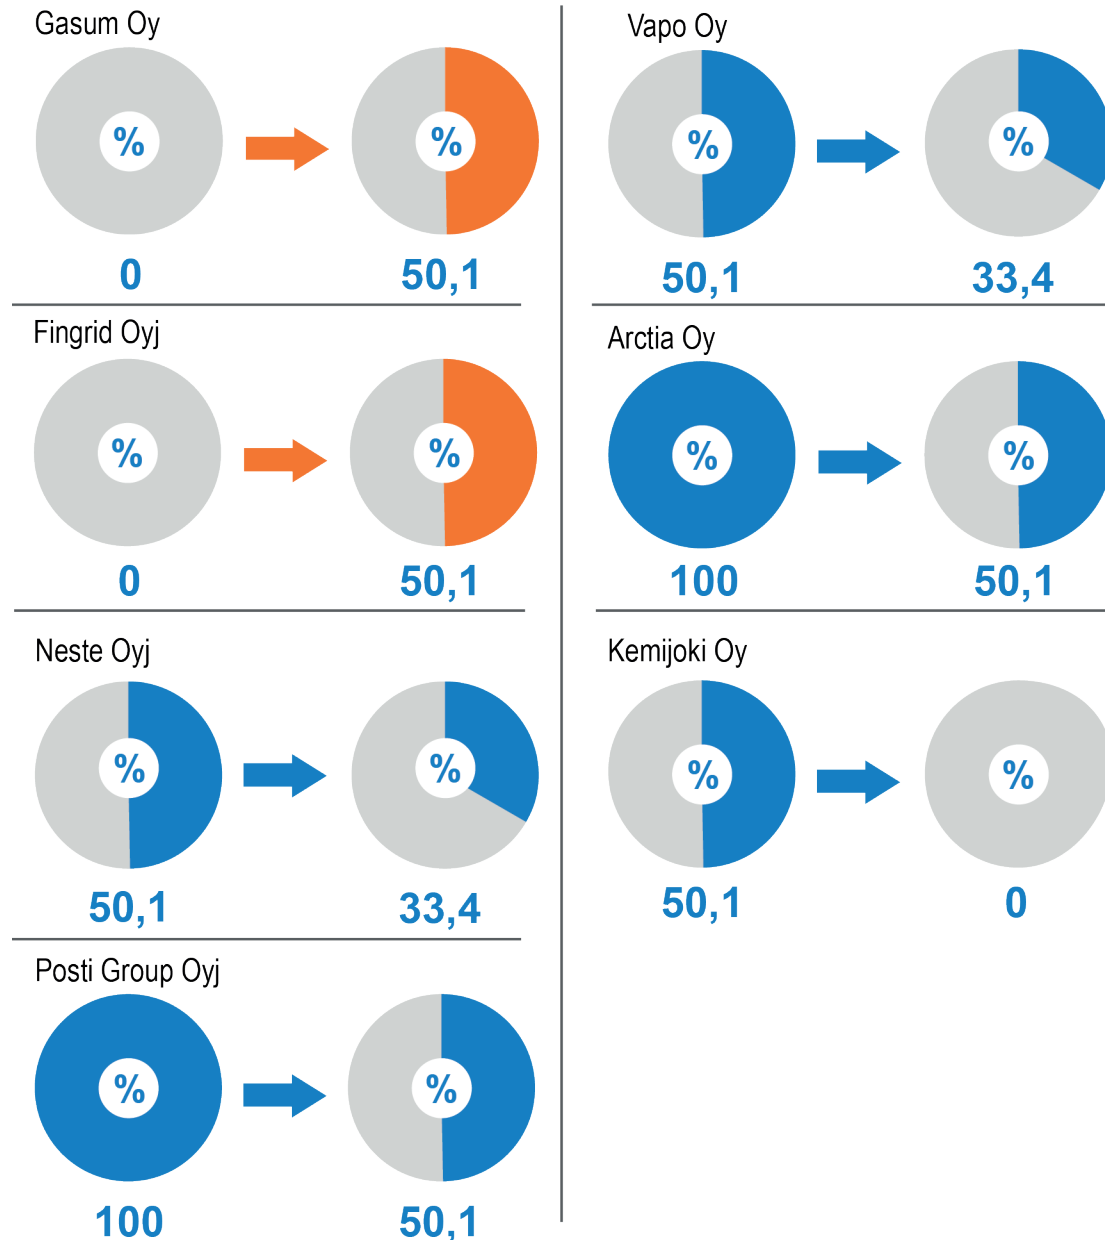 Gasum Oy
% %
0 50,1
Fingrid Oyj
% %
0 50,1
Neste Oyj
% %
50,1 33,4
Posti Group Oyj
% %
100 50,1
Vapo Oy
% %
50,1 33,4
Arctia Oy
% %
100 50,1
Kemijoki Oy
% %
50,1 0